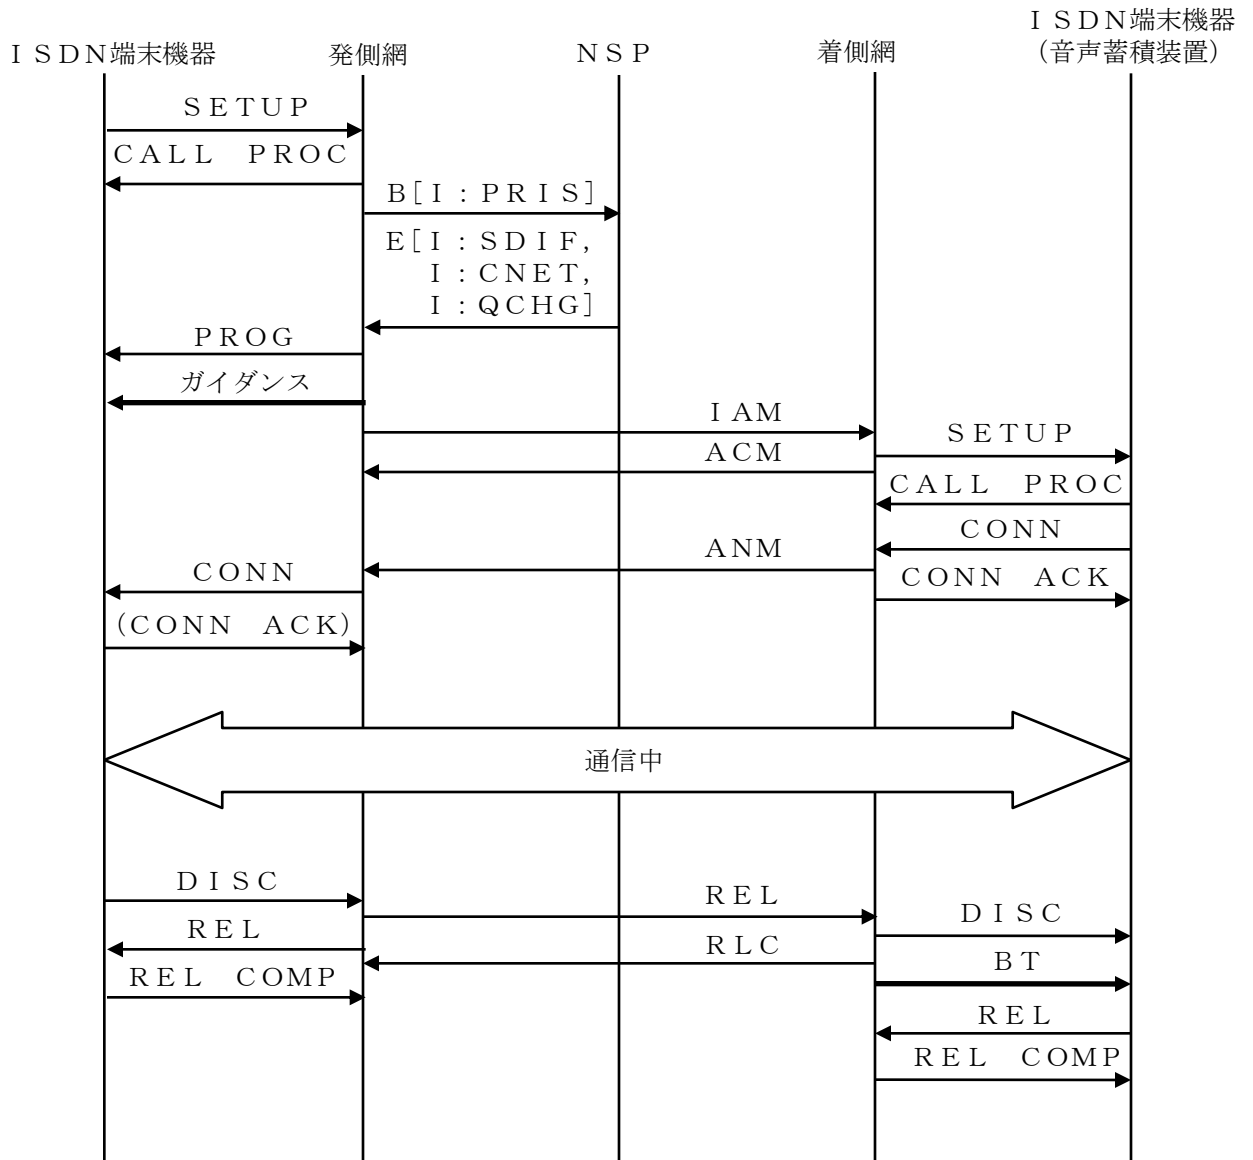 ＩＳＤＮ端末機器
発側網
ＮＳＰ
着側網
ＩＳＤＮ端末機器
（音声蓄積装置）
ＳＥＴＵＰ
ＣＡＬＬ　ＰＲＯＣ
Ｂ［Ｉ：ＰＲＩＳ］
Ｅ［Ｉ：ＳＤＩＦ，
Ｉ：ＣＮＥＴ，
Ｉ：ＱＣＨＧ］
ＰＲＯＧ
ガイダンス
ＩＡＭ
ＳＥＴＵＰ
ＡＣＭ
ＣＡＬＬ　ＰＲＯＣ
ＣＯＮＮ
ＡＮＭ
ＣＯＮＮ
ＣＯＮＮ　ＡＣＫ
（ＣＯＮＮ　ＡＣＫ）
通信中
ＤＩＳＣ
ＲＥＬ
ＤＩＳＣ
ＲＥＬ
ＲＬＣ
ＢＴ
ＲＥＬ　ＣＯＭＰ
ＲＥＬ
ＲＥＬ　ＣＯＭＰ